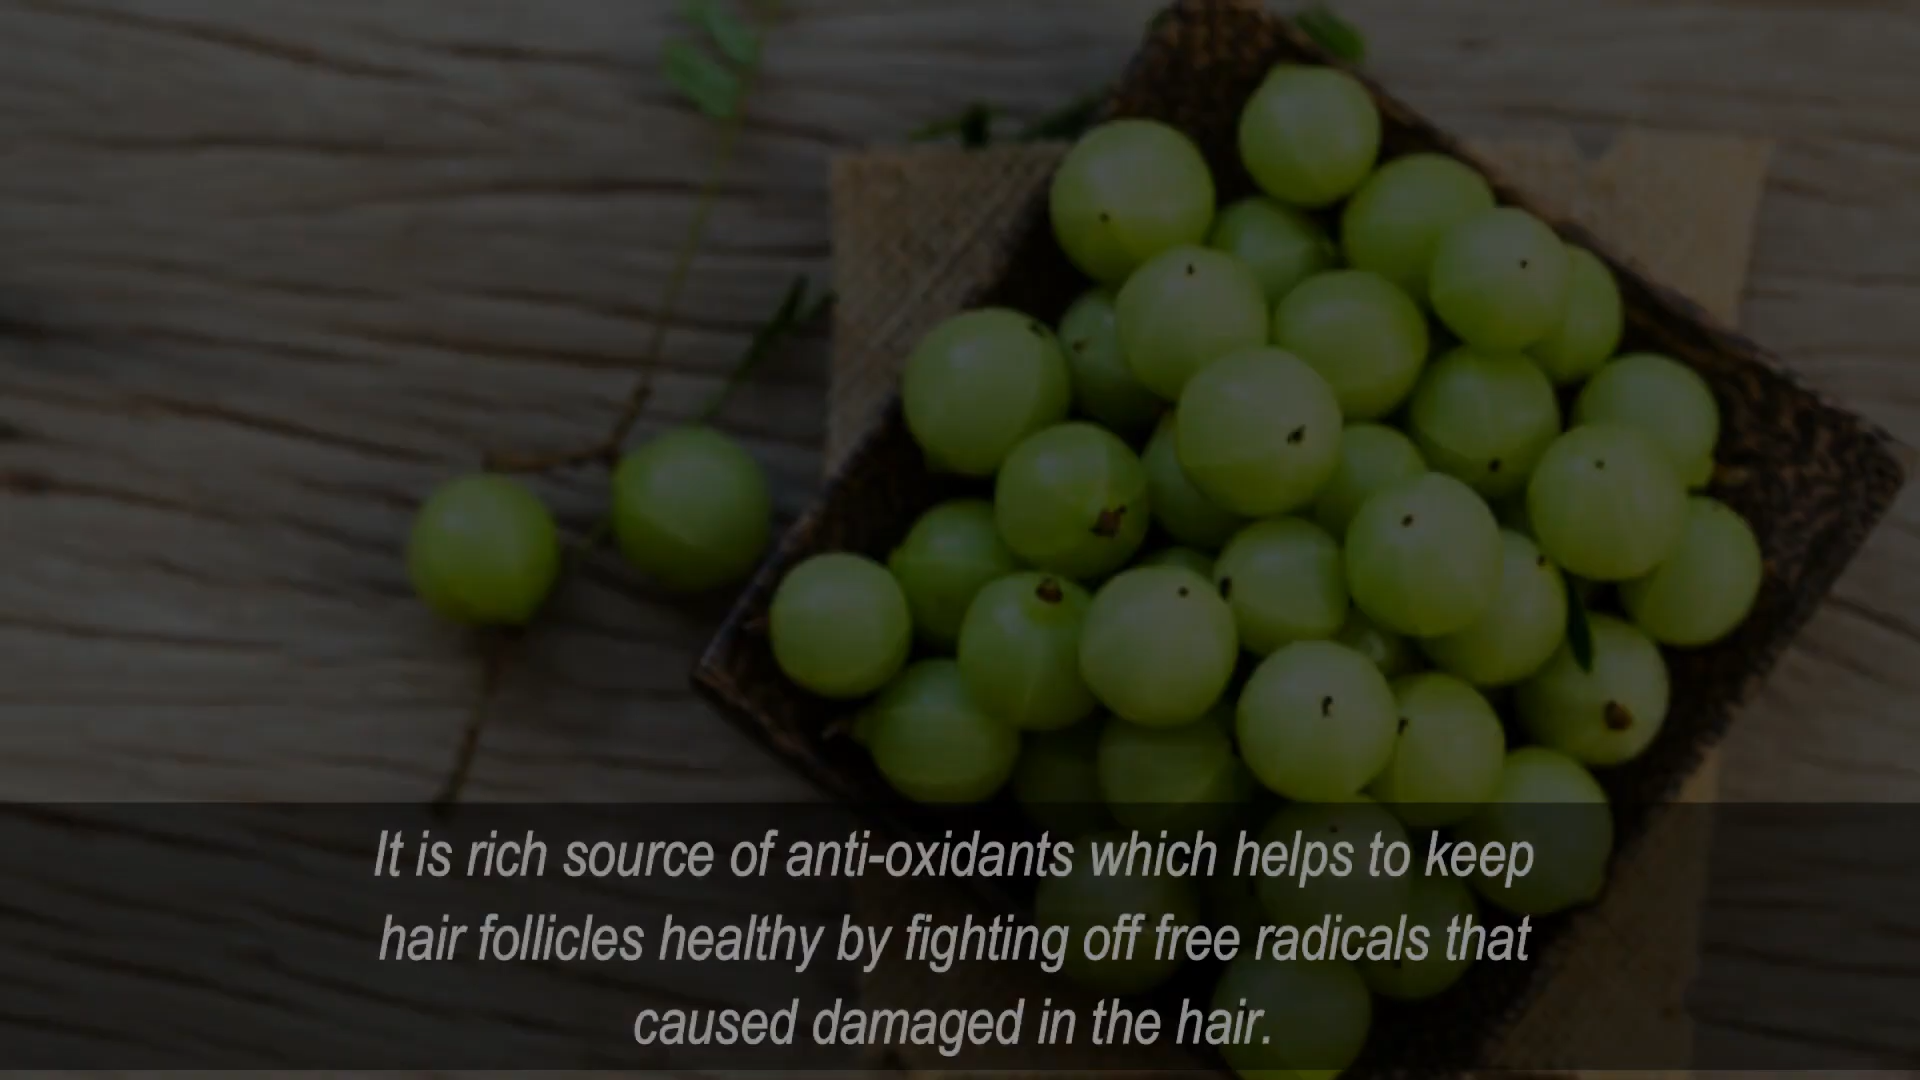 It is rich source of anti-oxidants which helps to keep
hair follicles healthy by fighting off free radicals that
caused damaged in the hair.